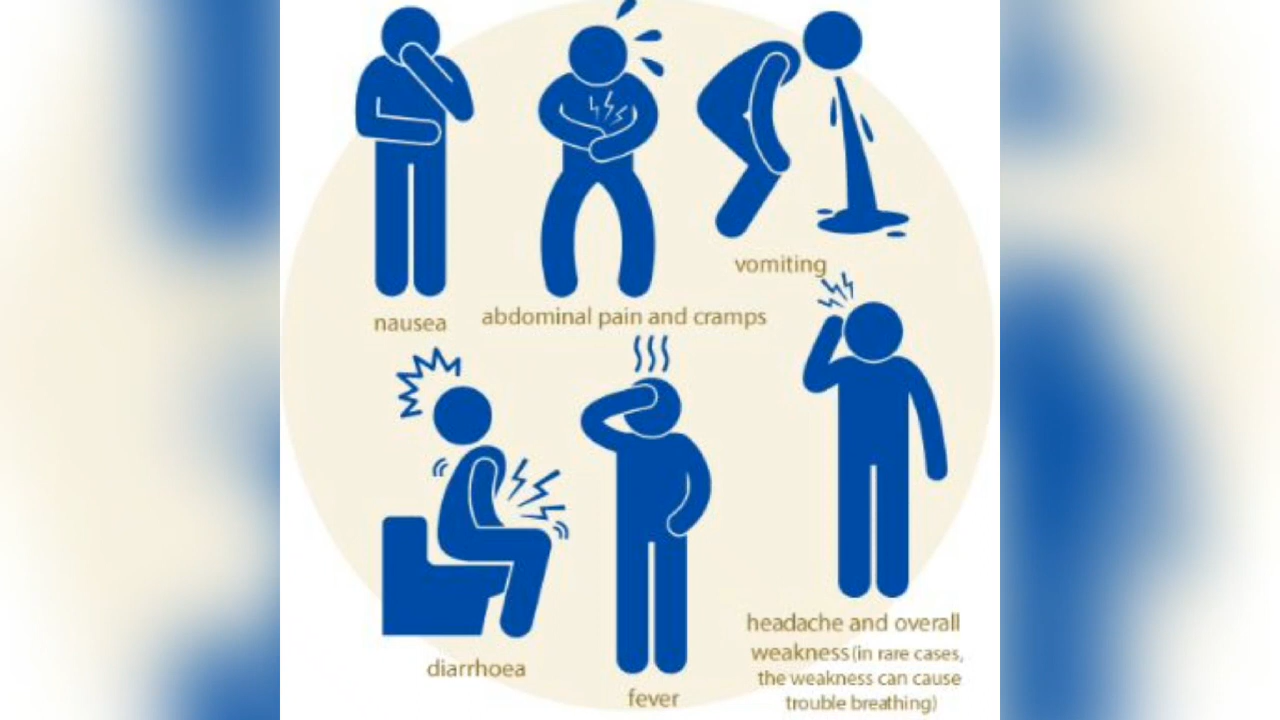 nausea
abdominal pain and cramps
vomiting
diarrhoea
fever
headache and overall
weakness (in rare cases,
the weakness can cause
trouble breathing)